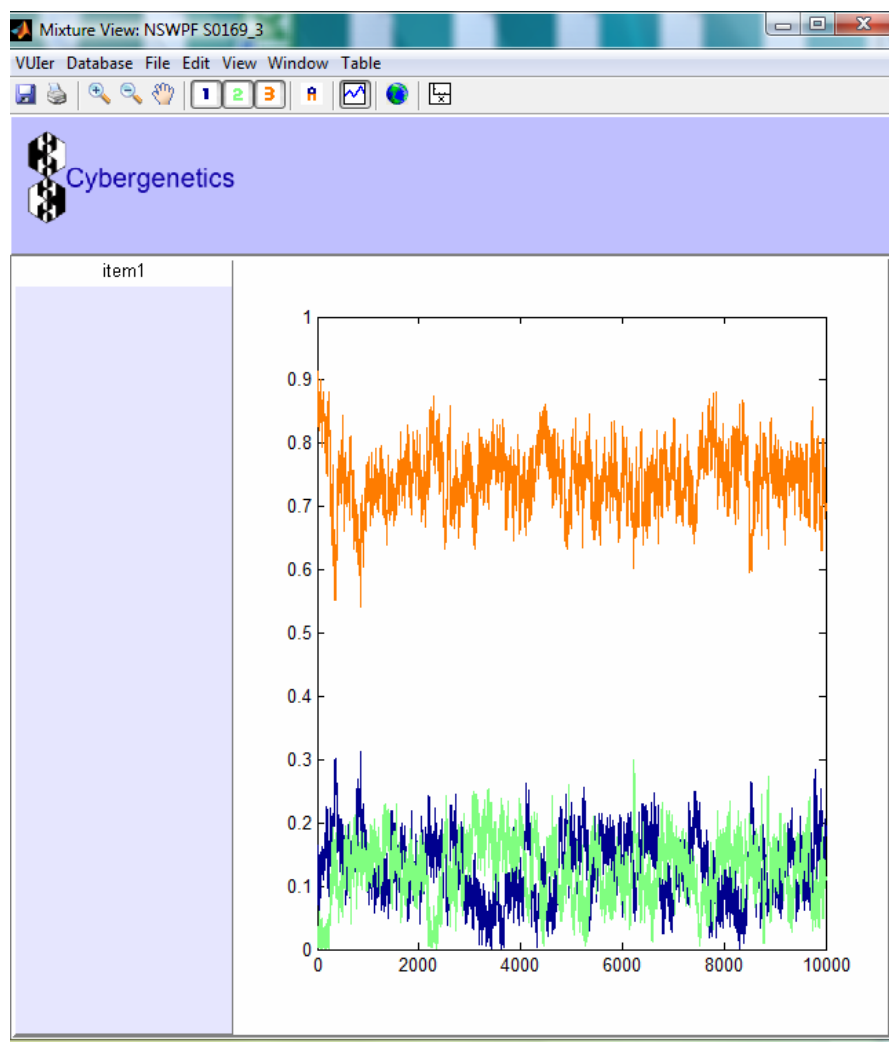 Mixture View: NSWPF S0169_3
VUIer Database File Edit View Window Table
1 2 3 A
Cybergenetics
item1
1
0.9
0.8
0.7
0.6
0.5
0.4
0.3
0.2
0.1
0
0 2000 4000 6000 8000 10000